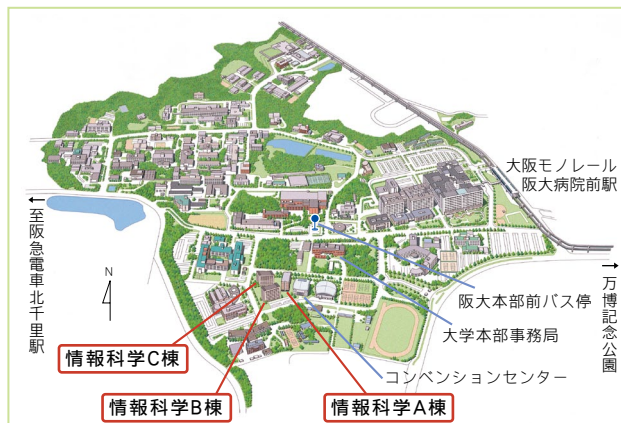 大阪モノレール
阪大病院前駅
至阪急電車北千里駅
N
万博記念公園
阪大本部前バス停
大学本部事務局
情報科学C棟
コンベンションセンター
情報科学B棟
情報科学A棟